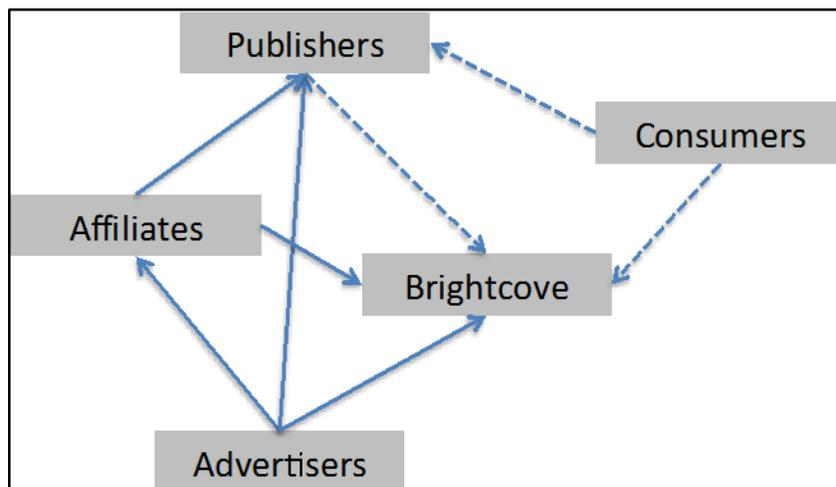 Publishers
Consumers
Affiliates
Brightcove
Advertisers